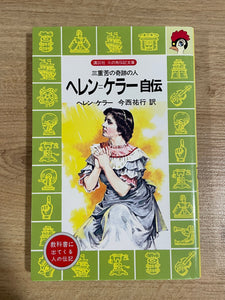 講談社 火の鳥伝記文庫
三重苦の奇跡の人
ヘレン=ケラー自伝
ヘレン=ケラー 今西祐行 訳
教科書に
出てくる
人の伝記